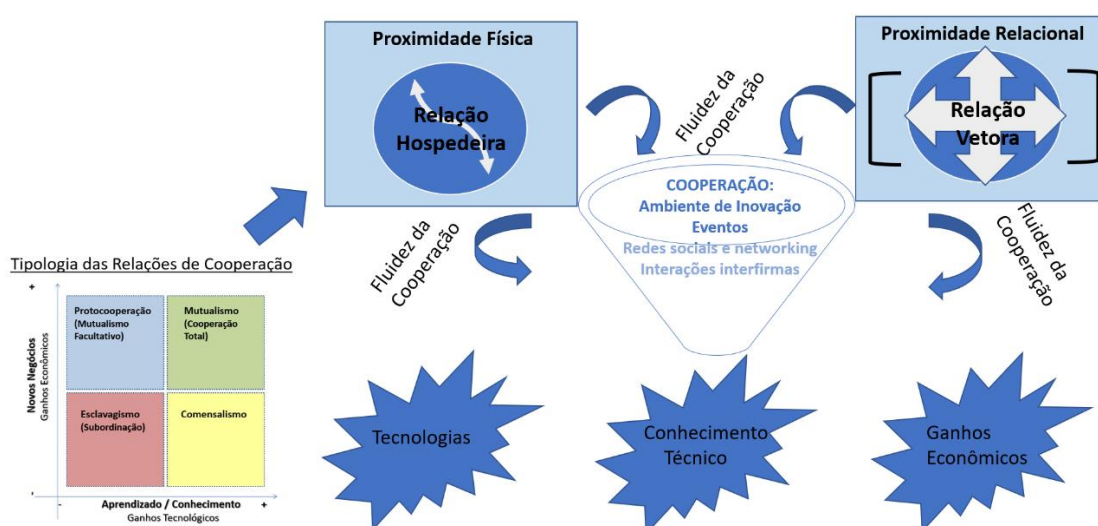 Proximidade Física
Relação
Hospedeira
Fluidez da
Cooperação
Proximidade Relacional
Relação
Vetora
COOPERAÇÃO:
Ambiente de Inovação
Eventos
Redes sociais e networking
Interações interfirmas
Fluidez da
Cooperação
Fluidez da
Cooperação
Tipologia das Relações de Cooperação
+
Novos Negócios
Ganhos Econômicos
-
Protocooperação
(Mutualismo
Facultativo)
Mutualismo
(Cooperação
Total)
Esclavagismo
(Subordinação)
Comensalismo
-
Aprendizado / Conhecimento
+
Ganhos Tecnológicos
Tecnologias
Conhecimento
Técnico
Ganhos
Econômicos